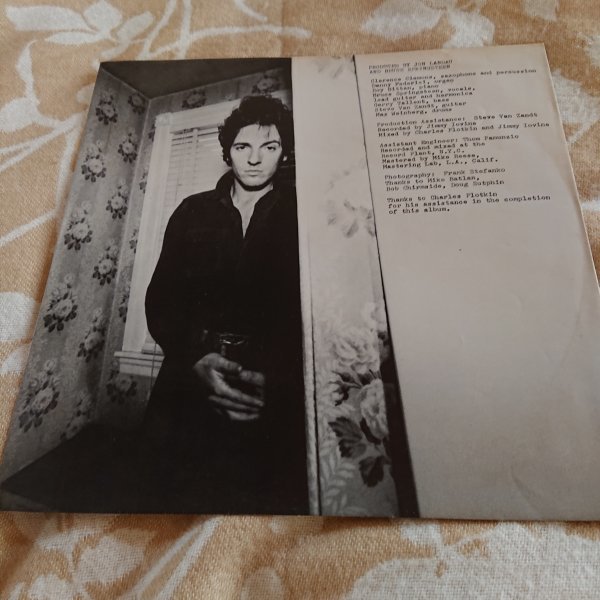 PRODUCED BY JON LANDAU
AND BRUCE SPRINGSTEEN
Clarence Clemons, saxophone and percussion
Danny Federici, organ
Roy Bittan, piano
Bruce Springsteen, vocals,
lead guitar and harmonica
Garry Tallent, bass
Steve Van Zandt, guitar
Max Weinberg, drums
Production Assistance: Steve Van Zandt
Recorded by Jimmy Iovine
Mixed by Charles Plotkin and Jimmy Iovine
Assistant Engineer: Thom Panunzio
Recorded and mixed at the
Record Plant, N.Y.C.
Mastered by Mike Reese,
Mastering Lab, L.A., Calif.
Photography: Frank Stefanko
Thanks to Mike Batlan,
Bob Chirmside, Doug Sutphin
Thanks to Charles Plotkin
for his assistance in the completion
of this album.